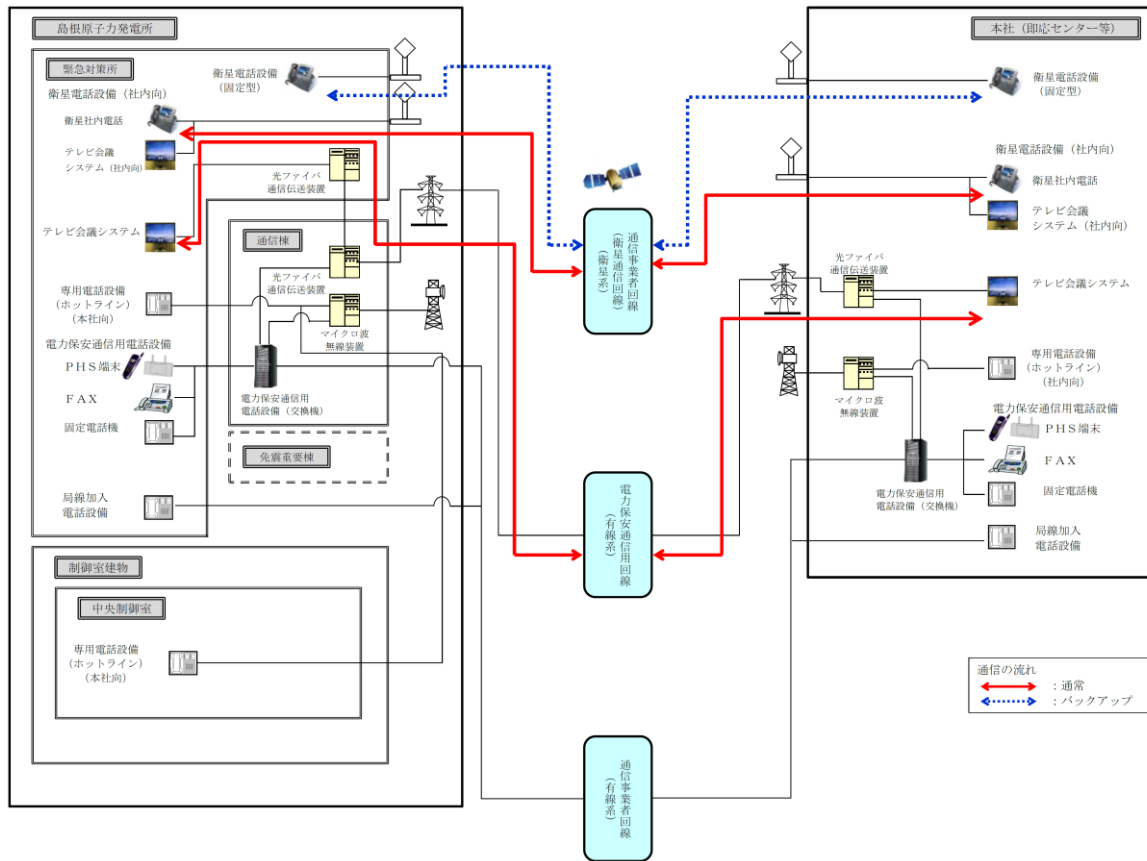 島根原子力発電所
緊急対策所
衛星電話設備
(固定型)
衛星電話設備(社内向)
衛星社内電話
テレビ会議
システム(社内向)
光ファイバ
通信伝送装置
テレビ会議システム
通信棟
光ファイバ
通信伝送装置
専用電話設備
(ホットライン)
(本社向)
マイクロ波
無線装置
電力保安通信用電話設備
PHS端末
FAX
固定電話機
電力保安通信用
電話設備(交換機)
免震重要棟
局線加入
電話設備
制御室建物
中央制御室
専用電話設備
(ホットライン)
(本社向)
通信事業者回線
(衛星通信回線)
(衛星系)
電力保安通信用回線
(有線系)
通信事業者回線
(有線系)
本社(即応センター等)
衛星電話設備
(固定型)
衛星電話設備(社内向)
衛星社内電話
テレビ会議
システム(社内向)
光ファイバ
通信伝送装置
テレビ会議システム
専用電話設備
(ホットライン)
(社内向)
マイクロ波
無線装置
電力保安通信用電話設備
PHS端末
FAX
固定電話機
電力保安通信用
電話設備(交換機)
局線加入
電話設備
通信の流れ
:通常
:バックアップ